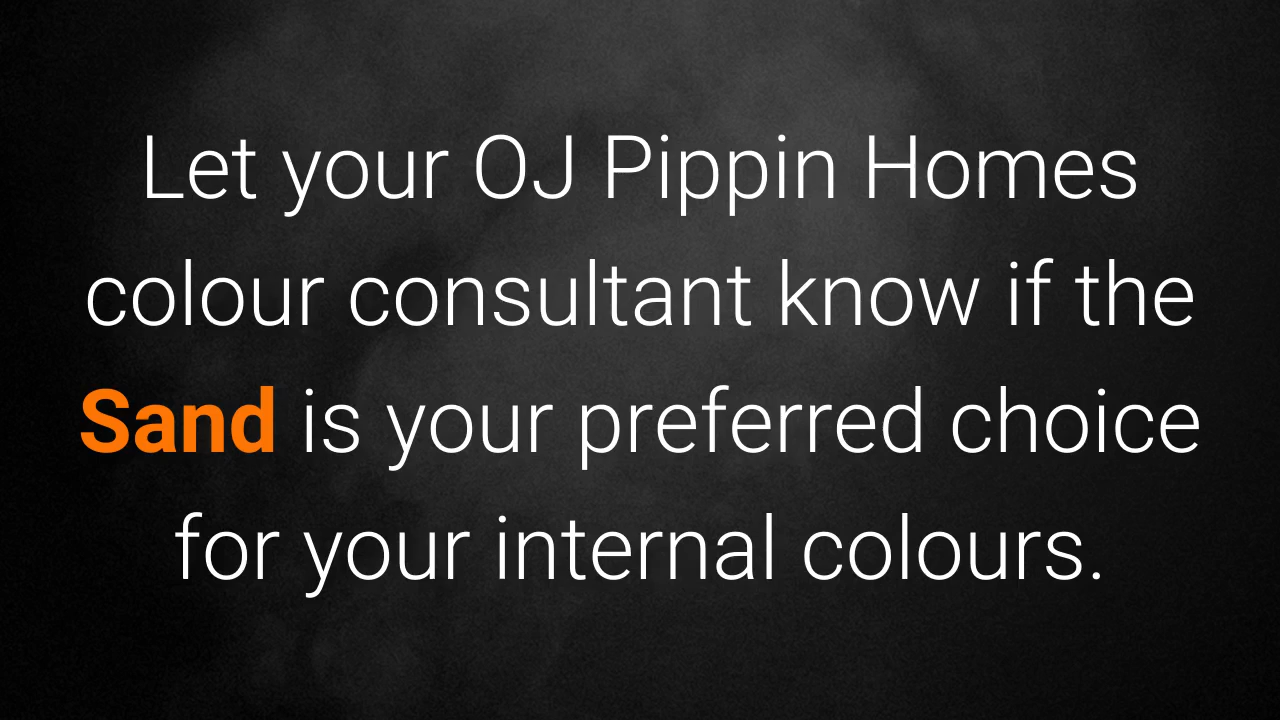 Let your OJ Pippin Homes
colour consultant know if the
Sand is your preferred choice
for your internal colours.